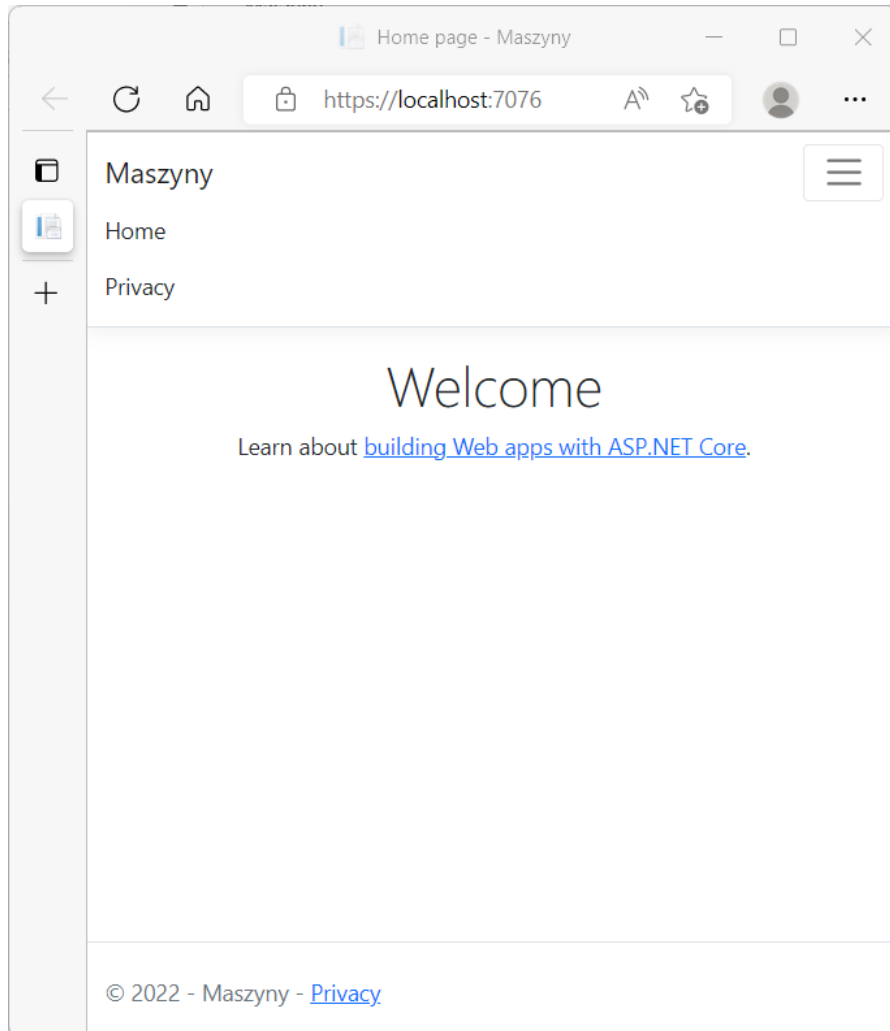 Home page - Maszyny
https://localhost:7076
Maszyny
Home
Privacy
Welcome
Learn about building Web apps with ASP.NET Core.
© 2022 - Maszyny - Privacy